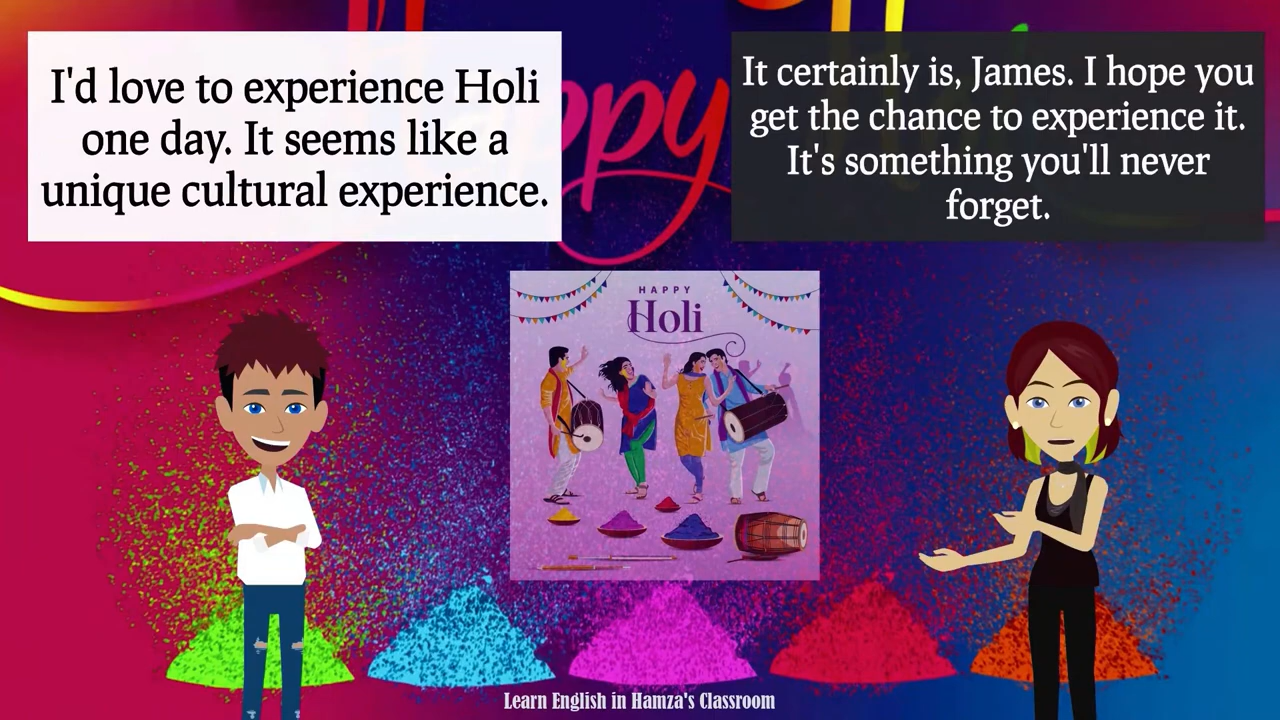 I'd love to experience Holi
one day. It seems like a
unique cultural experience.
It certainly is, James. I hope you
get the chance to experience it.
It's something you'll never
forget.
HAPPY
Holi
Learn English in Hamza's Classroom